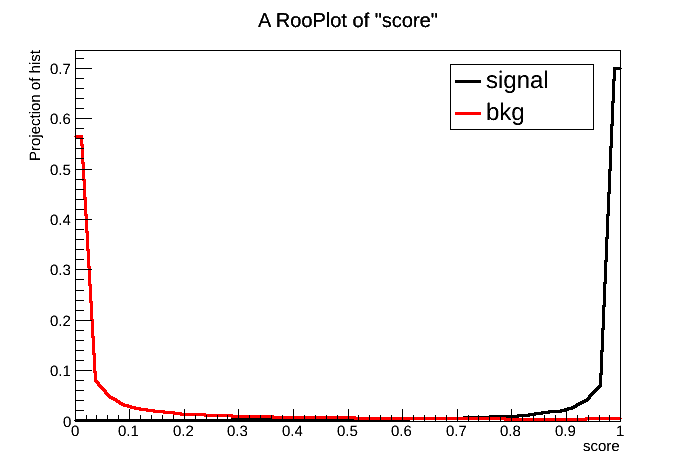 A RooPlot of "score"
Projection of hist
signal
bkg
0.7
0.6
0.5
0.4
0.3
0.2
0.1
0
0 0.1 0.2 0.3 0.4 0.5 0.6 0.7 0.8 0.9 1
score